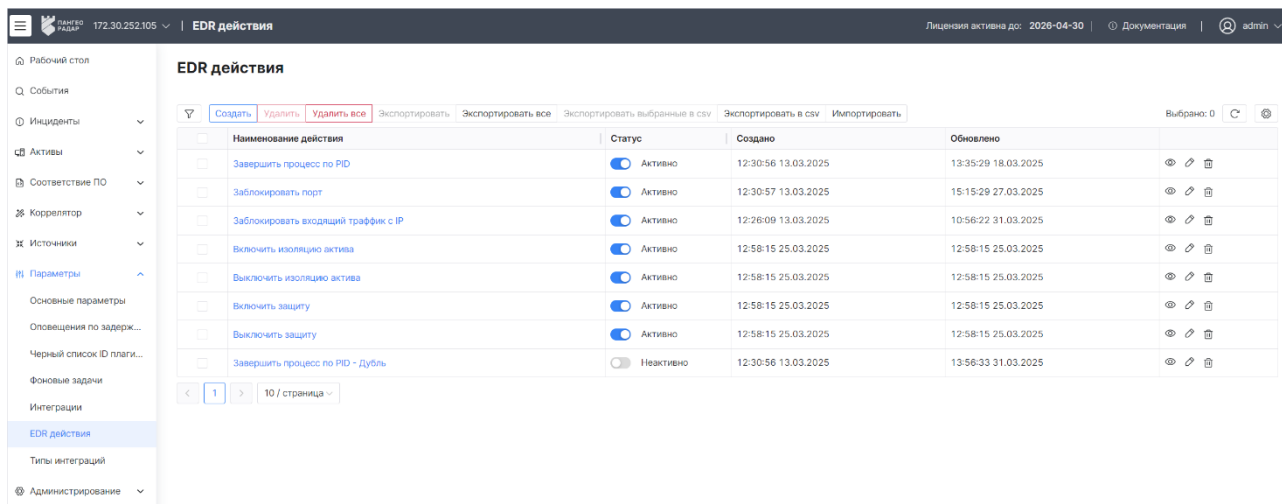 ПАНГЕО РАДАР 172.30.252.105 | EDR действия Лицензия активна до: 2026-04-30 | Документация | admin
Рабочий стол
События
Инциденты
Активы
Соответствие ПО
Коррелятор
Источники
Параметры
Основные параметры
Оповещения по задерж...
Черный список ID плаги...
Фоновые задачи
Интеграции
EDR действия
Типы интеграций
Администрирование
EDR действия
Создать Удалить Удалить все Экспортировать Экспортировать все Экспортировать выбранные в csv Экспортировать в csv Импортировать Выбрано: 0
Наименование действия Статус Создано Обновлено
Завершить процесс по PID Активно 12:30:56 13.03.2025 13:35:29 18.03.2025
Заблокировать порт Активно 12:30:57 13.03.2025 15:15:29 27.03.2025
Заблокировать входящий траффик с IP Активно 12:26:09 13.03.2025 10:56:22 31.03.2025
Включить изоляцию актива Активно 12:58:15 25.03.2025 12:58:15 25.03.2025
Выключить изоляцию актива Активно 12:58:15 25.03.2025 12:58:15 25.03.2025
Включить защиту Активно 12:58:15 25.03.2025 12:58:15 25.03.2025
Выключить защиту Активно 12:58:15 25.03.2025 12:58:15 25.03.2025
Завершить процесс по PID - Дубль Неактивно 12:30:56 13.03.2025 13:56:33 31.03.2025
< 1 > 10 / страница